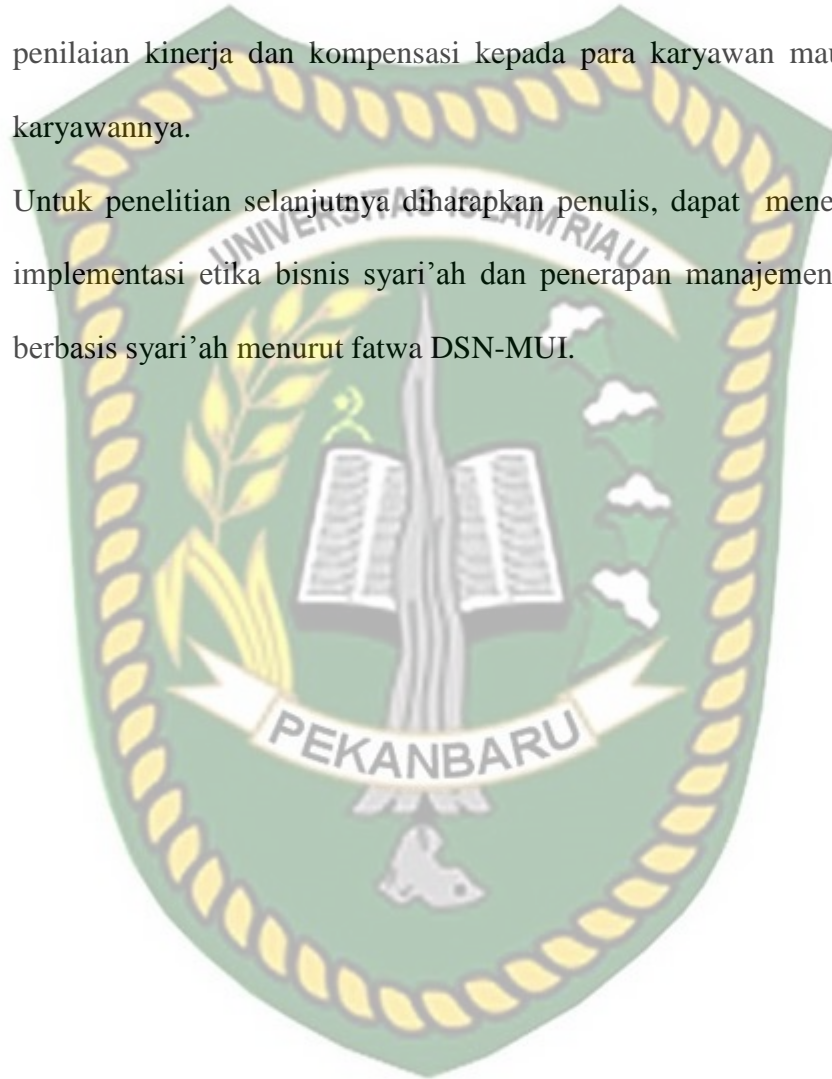 penilaian kinerja dan kompensasi kepada para karyawan mau
karyawannya.
Untuk penelitian selanjutnya diharapkan penulis, dapat mene
UNIVERSITAS ISLAM RIAU
implementasi etika bisnis syari’ah dan penerapan manajemen
berbasis syari’ah menurut fatwa DSN-MUI.
PEKANBARU